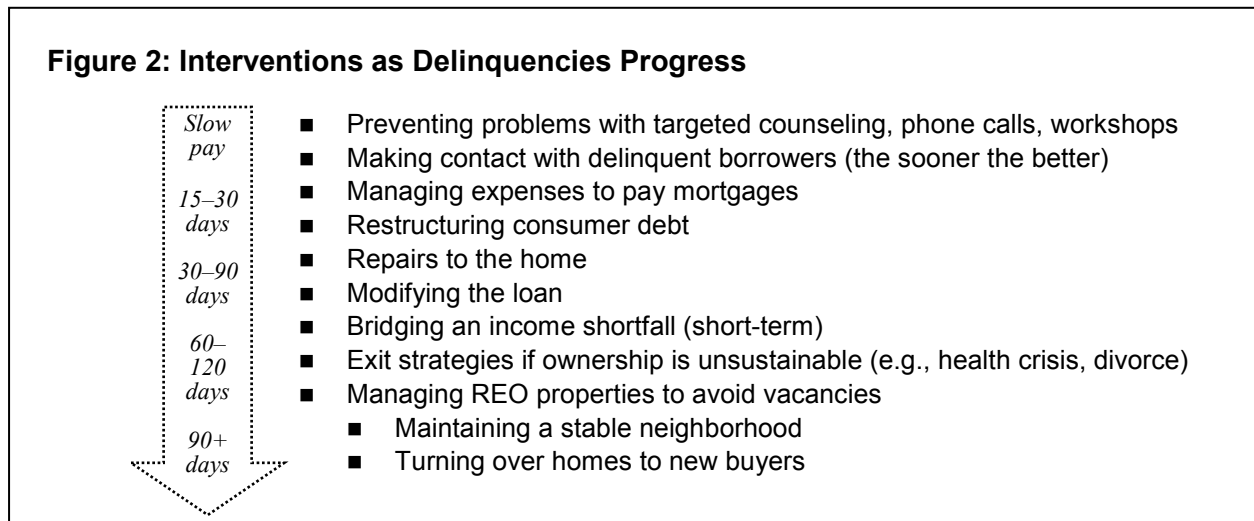 Figure 2: Interventions as Delinquencies Progress
Slow
pay
15–30
days
30–90
days
60–
120
days
90+
days
■ Preventing problems with targeted counseling, phone calls, workshops
■ Making contact with delinquent borrowers (the sooner the better)
■ Managing expenses to pay mortgages
■ Restructuring consumer debt
■ Repairs to the home
■ Modifying the loan
■ Bridging an income shortfall (short-term)
■ Exit strategies if ownership is unsustainable (e.g., health crisis, divorce)
■ Managing REO properties to avoid vacancies
■ Maintaining a stable neighborhood
■ Turning over homes to new buyers